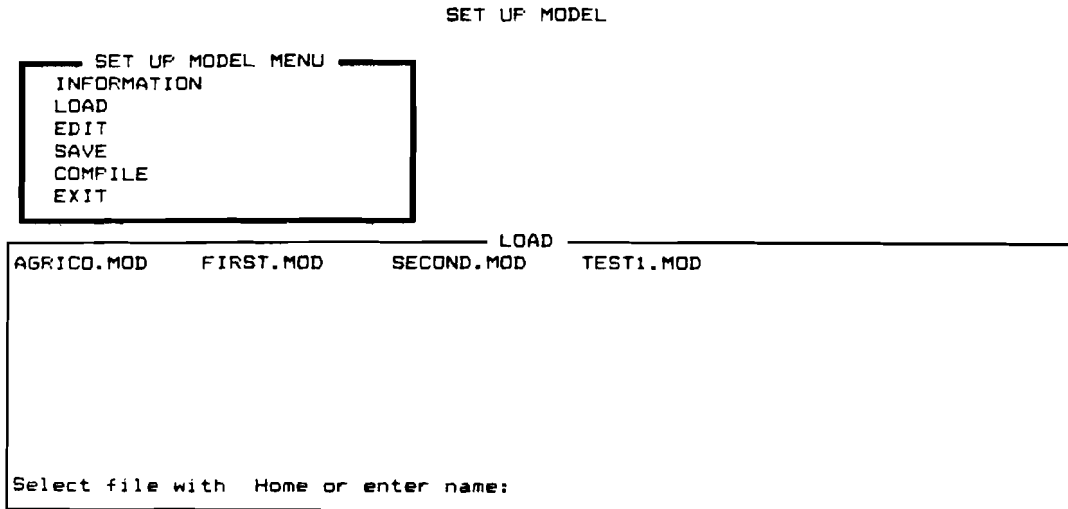 SET UP MODEL
SET UP MODEL MENU
INFORMATION
LOAD
EDIT
SAVE
COMPILE
EXIT
LOAD
AGRICO.MOD FIRST.MOD SECOND.MOD TEST1.MOD
Select file with Home or enter name: